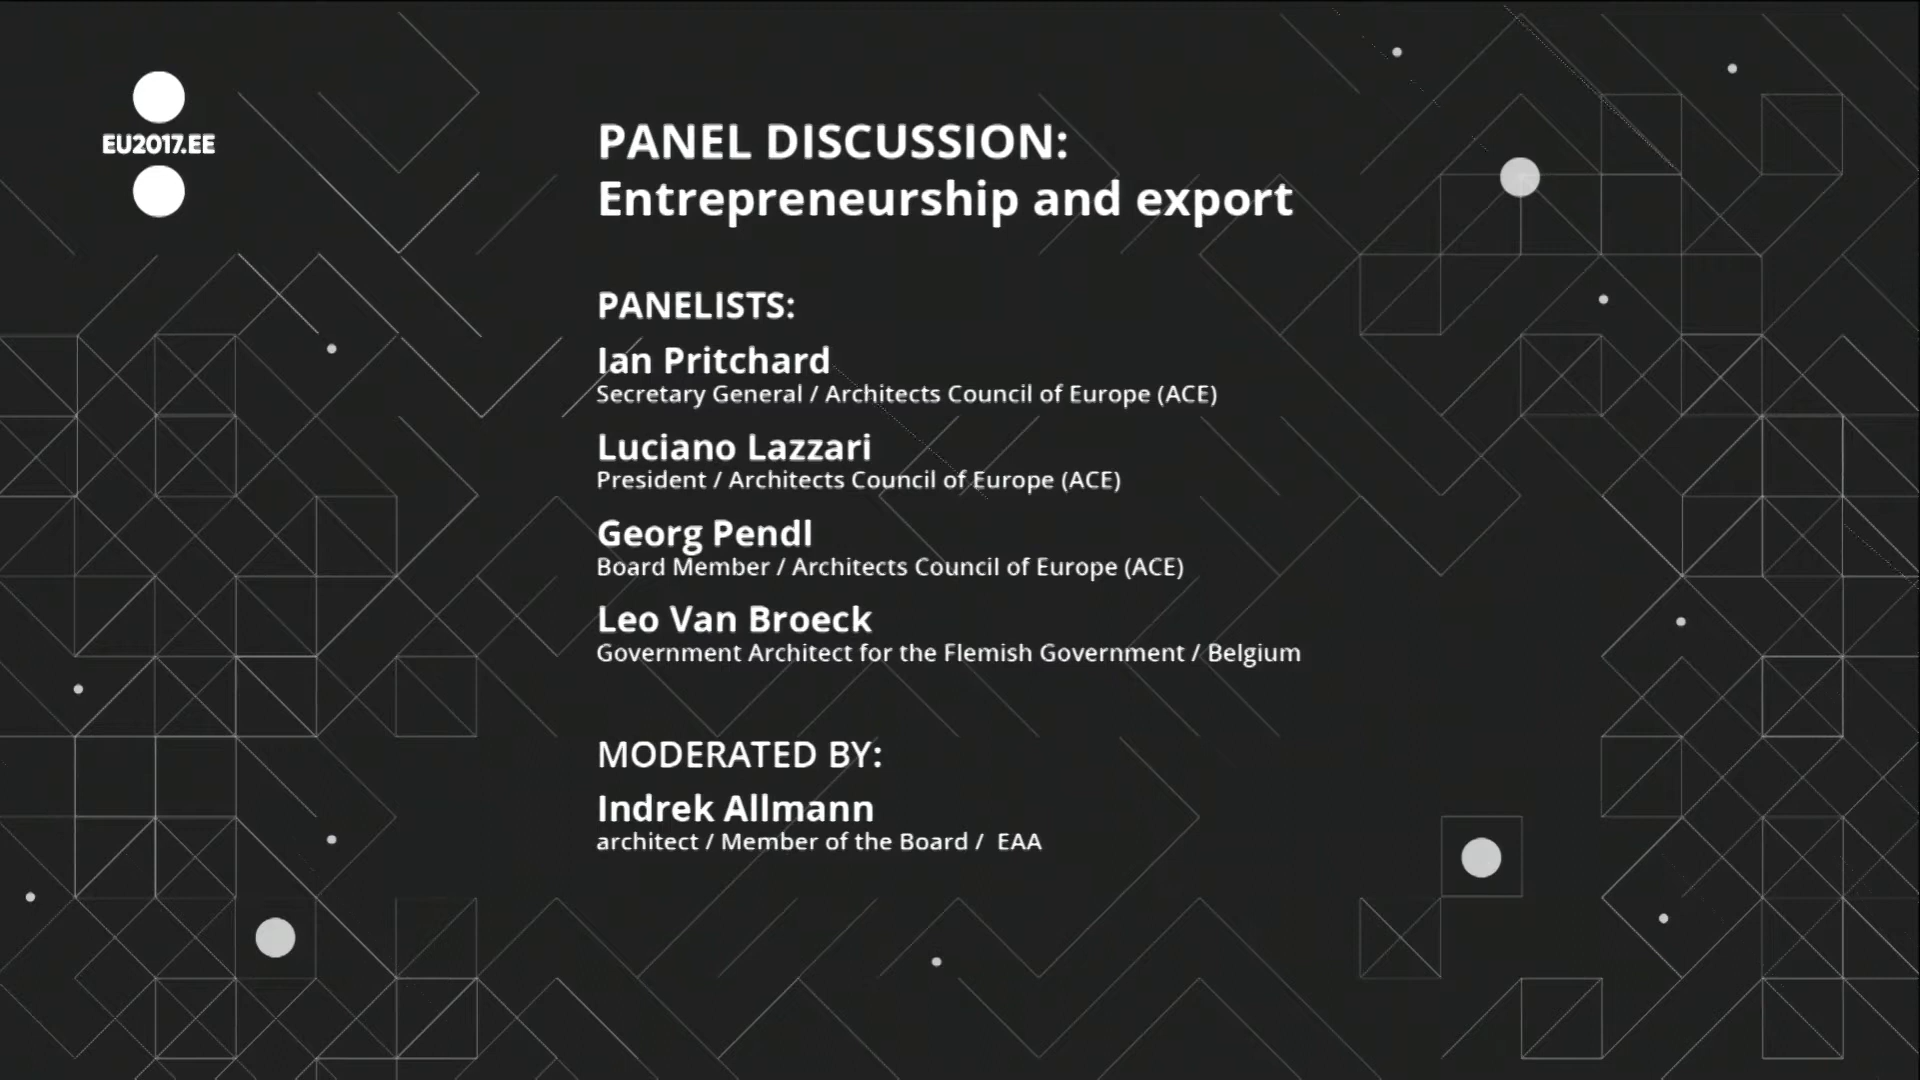 EU2017.EE
PANEL DISCUSSION:
Entrepreneurship and export
PANELISTS:
Ian Pritchard
Secretary General / Architects Council of Europe (ACE)
Luciano Lazzari
President / Architects Council of Europe (ACE)
Georg Pendl
Board Member / Architects Council of Europe (ACE)
Leo Van Broeck
Government Architect for the Flemish Government / Belgium
MODERATED BY:
Indrek Allmann
architect / Member of the Board /  EAA